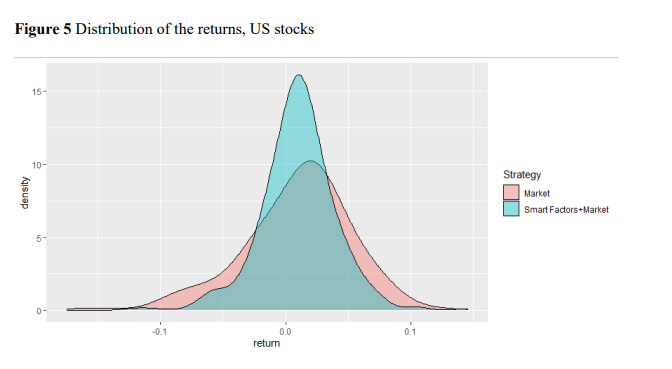 Figure 5 Distribution of the returns, US stocks
15
10
5
0
density
-0.1
0.0
0.1
return
Strategy
Market
Smart Factors+Market